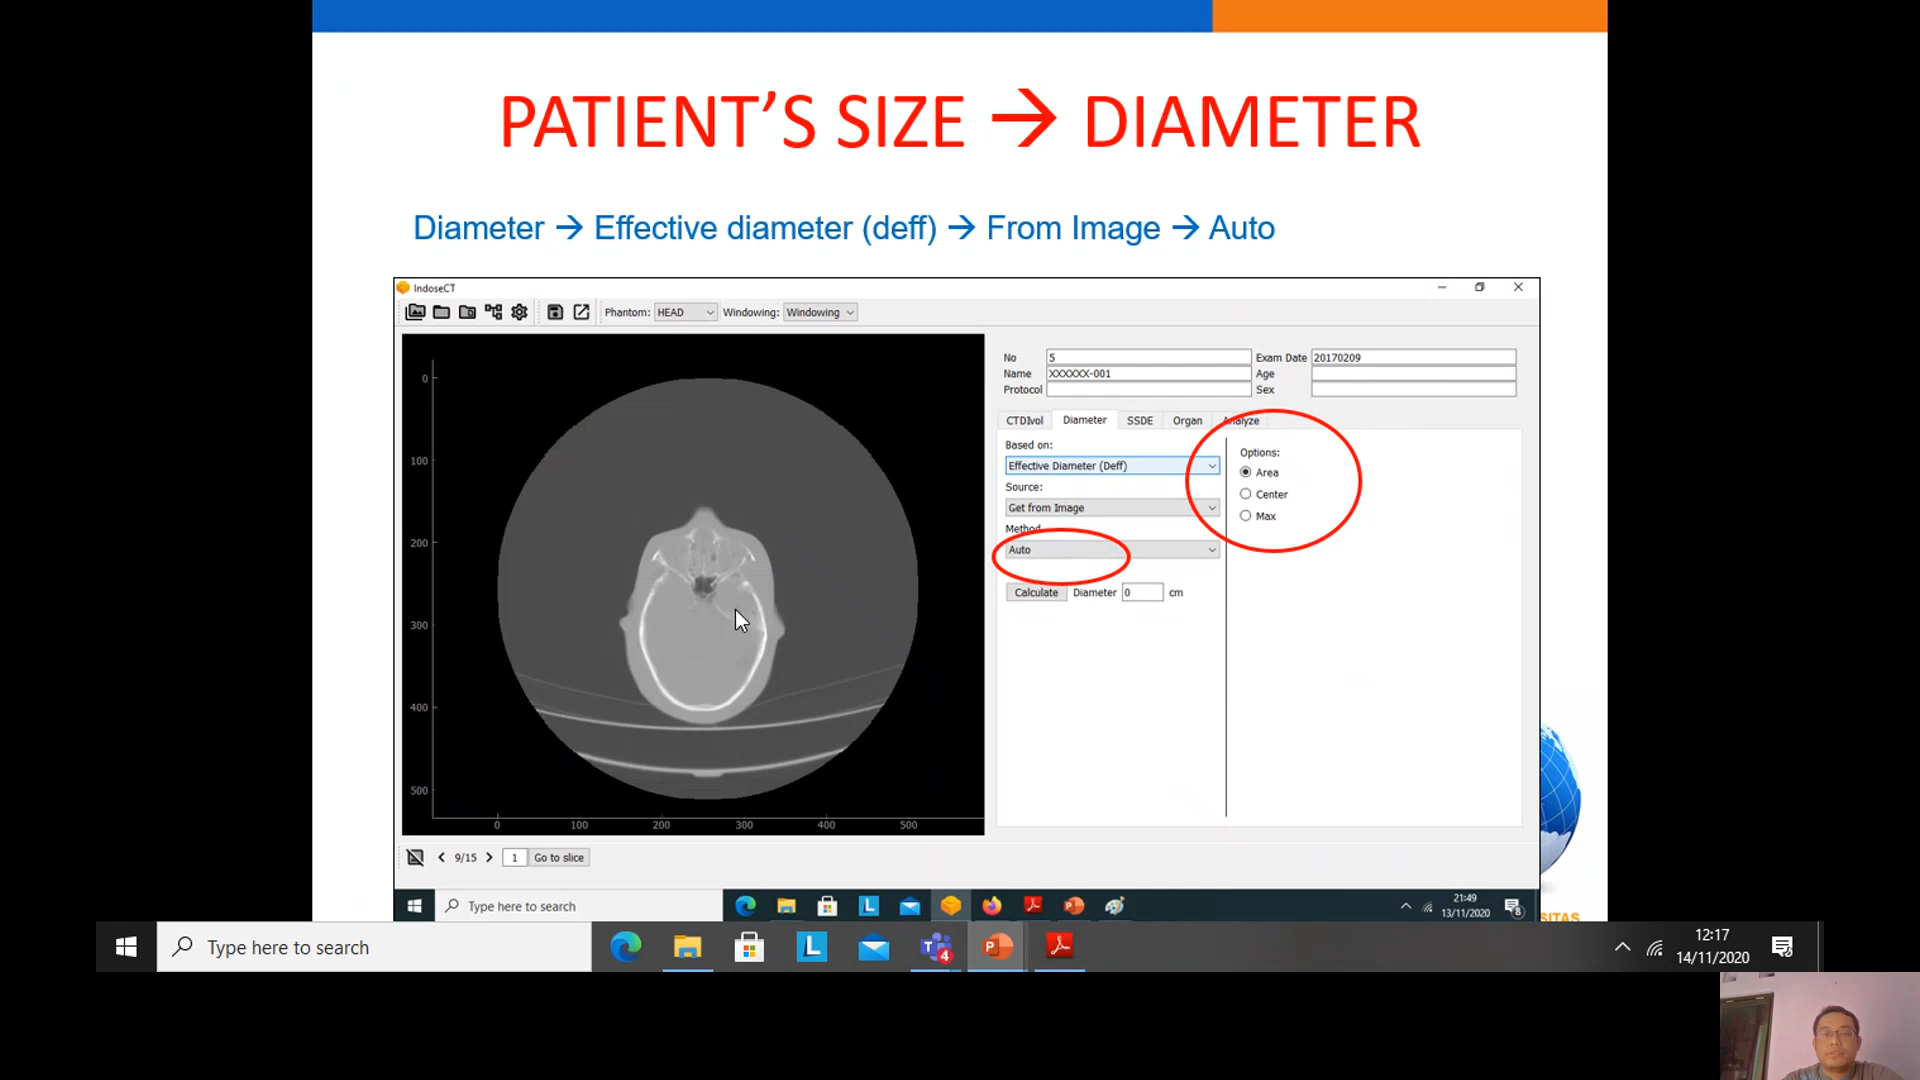 PATIENT'S SIZE → DIAMETER
Diameter → Effective diameter (deff) → From Image → Auto
IndoseCT
Phantom: HEAD Windowing: Windowing
No 5 Exam Date 20170209
Name XXXXXX-001 Age
Protocol Sex
CTDIvol Diameter SSDE Organ Analyze
Based on:
Effective Diameter (Deff)
Source:
Get from Image
Method
Auto
Calculate Diameter 0 cm
Options:
Area
Center
Max
0
100
200
300
400
500
0 100 200 300 400 500
9/15 1 Go to slice
Type here to search
21:49
13/11/2020
8
SITAS
Type here to search
4
12:17
14/11/2020